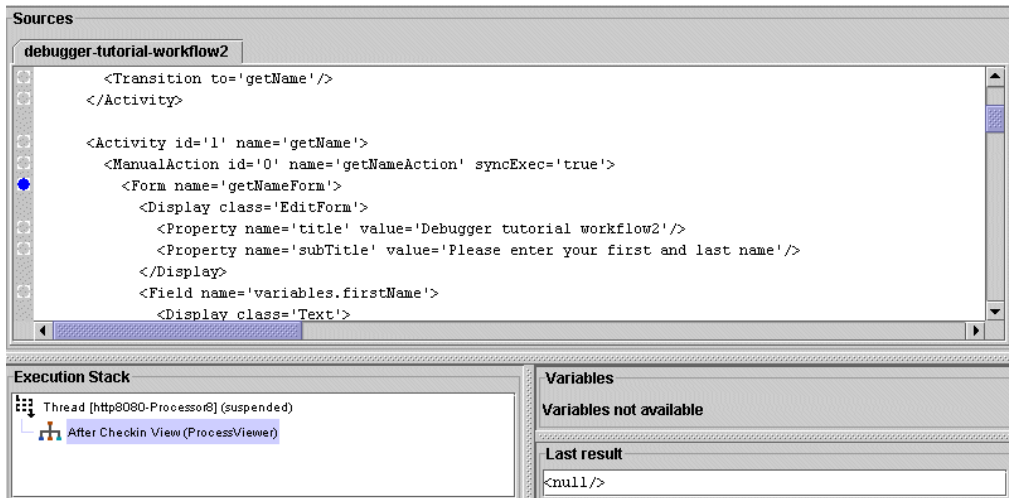 Sources
debugger-tutorial-workflow2
<Transition to='getName'/>
</Activity>
<Activity id='1' name='getName'>
<ManualAction id='0' name='getNameAction' syncExec='true'>
<Form name='getNameForm'>
<Display class='EditForm'>
<Property name='title' value='Debugger tutorial workflow2'/>
<Property name='subTitle' value='Please enter your first and last name'/>
</Display>
<Field name='variables.firstName'>
<Display class='Text'>
Execution Stack
Thread [http8080-Processor8] (suspended)
After Checkin View (ProcessViewer)
Variables
Variables not available
Last result
<null/>